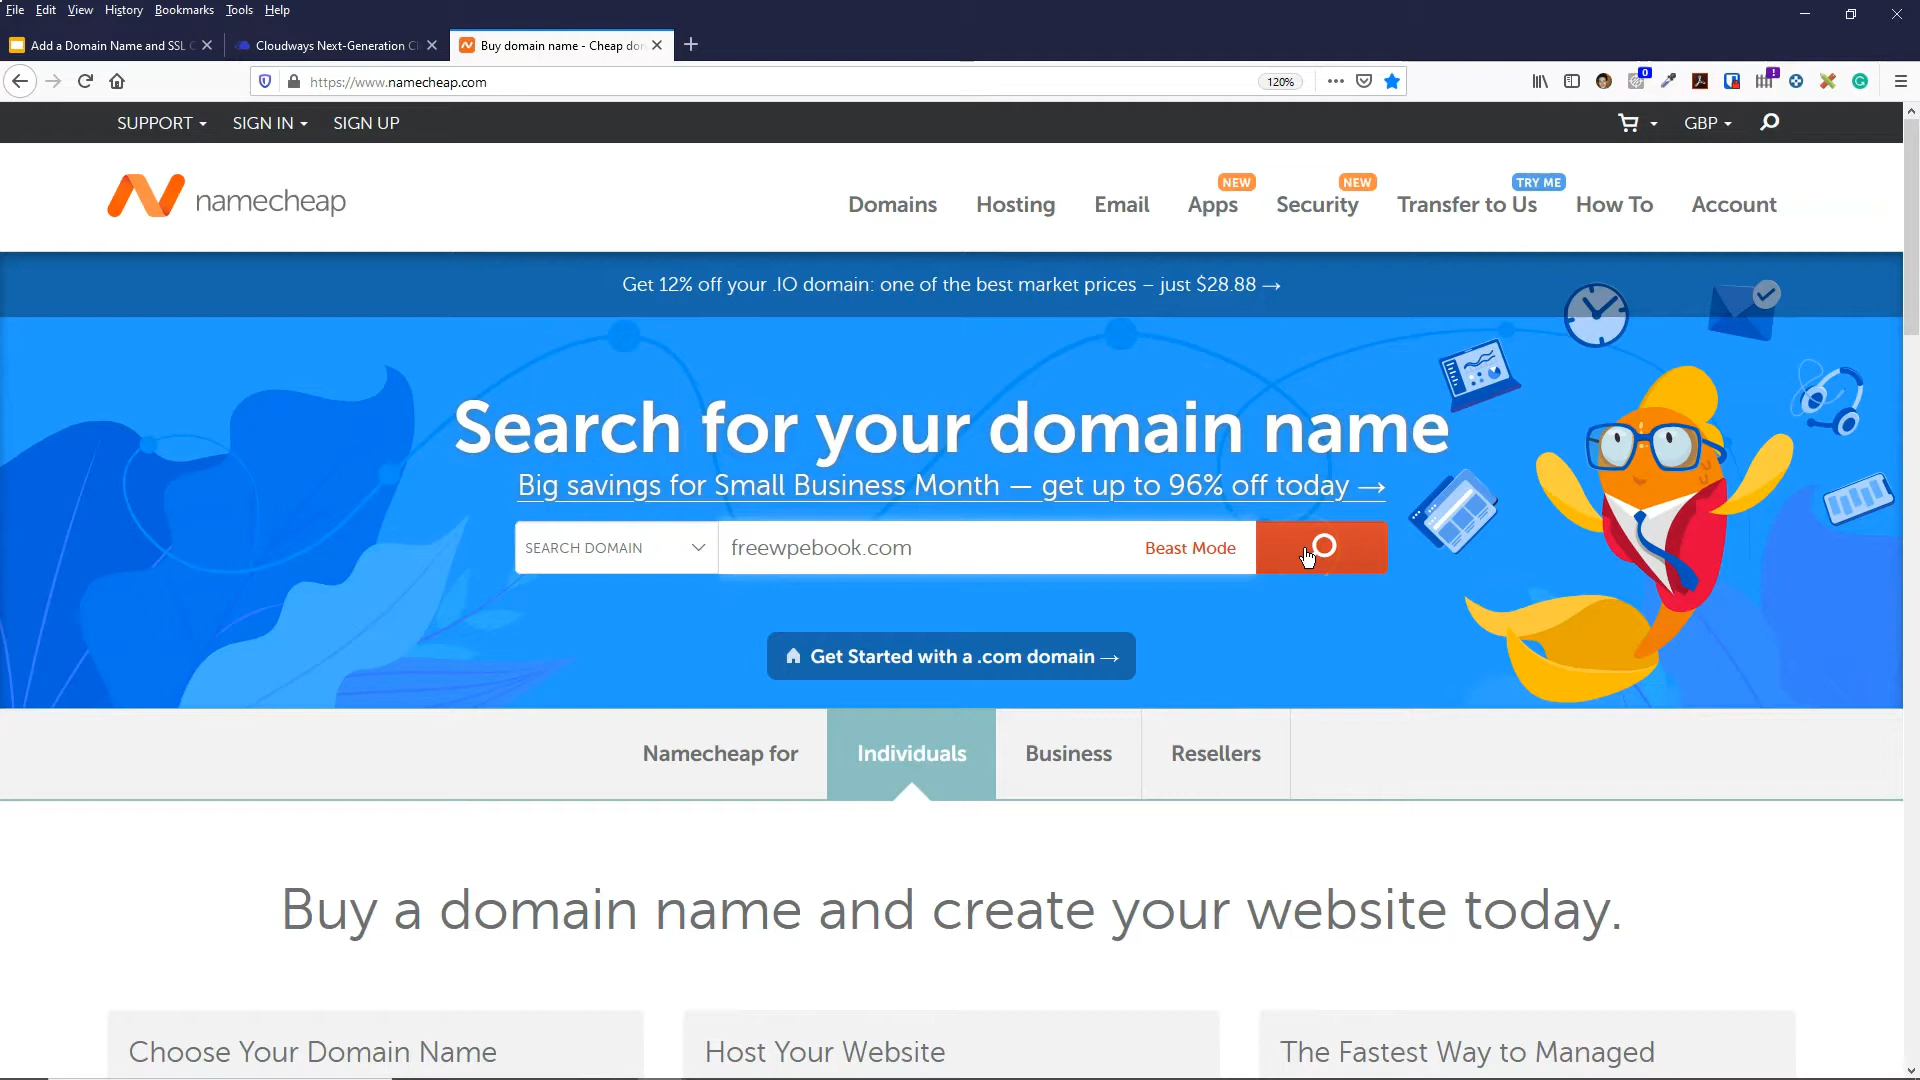 File Edit View History Bookmarks Tools Help
Add a Domain Name and SSL C
Cloudways Next-Generation Cl
Buy domain name - Cheap dom
https://www.namecheap.com
120%
0
!
SUPPORT
SIGN IN
SIGN UP
GBP
namecheap
Domains
Hosting
Email
NEW
Apps
NEW
Security
TRY ME
Transfer to Us
How To
Account
Get 12% off your .IO domain: one of the best market prices – just $28.88 →
Search for your domain name
Big savings for Small Business Month — get up to 96% off today →
SEARCH DOMAIN
freewpebook.com
Beast Mode
Get Started with a .com domain →
Namecheap for
Individuals
Business
Resellers
Buy a domain name and create your website today.
Choose Your Domain Name
Host Your Website
The Fastest Way to Managed